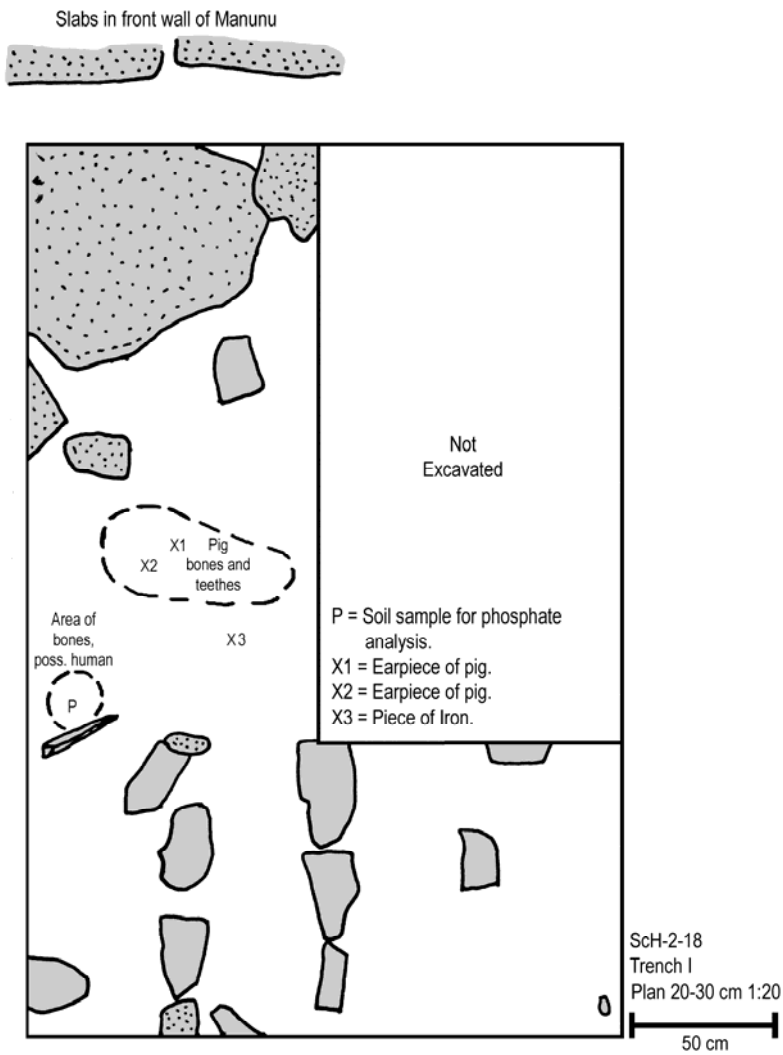 Slabs in front wall of Manunu
Not
Excavated
X1 Pig
X2 bones and
teethes
Area of
bones,
poss. human
X3
P
P = Soil sample for phosphate
analysis.
X1 = Earpiece of pig.
X2 = Earpiece of pig.
X3 = Piece of Iron.
ScH-2-18
Trench I
Plan 20-30 cm 1:20
50 cm